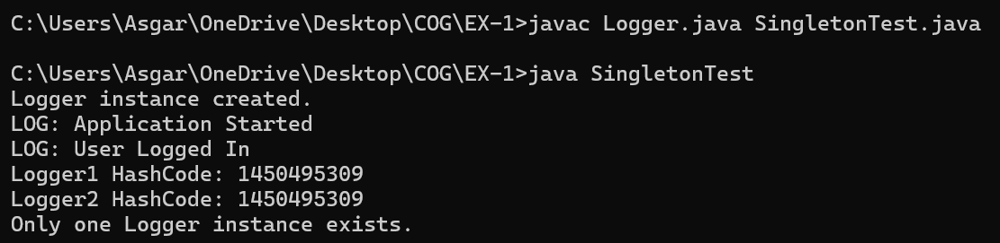 C:\Users\Asgar\OneDrive\Desktop\COG\EX-1>javac Logger.java SingletonTest.java
C:\Users\Asgar\OneDrive\Desktop\COG\EX-1>java SingletonTest
Logger instance created.
LOG: Application Started
LOG: User Logged In
Logger1 HashCode: 1450495309
Logger2 HashCode: 1450495309
Only one Logger instance exists.